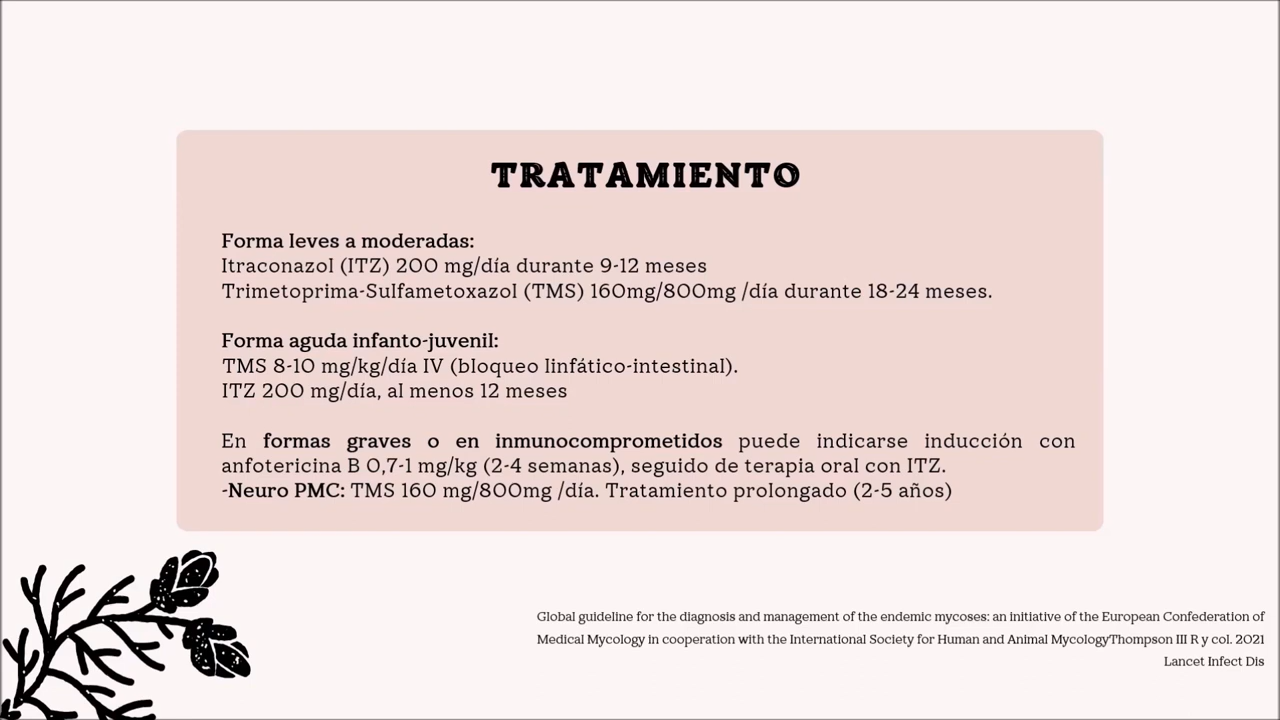 TRATAMIENTO
Forma leves a moderadas:
Itraconazol (ITZ) 200 mg/día durante 9-12 meses
Trimetoprima-Sulfametoxazol (TMS) 160mg/800mg /día durante 18-24 meses.
Forma aguda infanto-juvenil:
TMS 8-10 mg/kg/día IV (bloqueo linfático-intestinal).
ITZ 200 mg/día, al menos 12 meses
En formas graves o en inmunocomprometidos puede indicarse inducción con
anfotericina B 0,7-1 mg/kg (2-4 semanas), seguido de terapia oral con ITZ.
-Neuro PMC: TMS 160 mg/800mg /día. Tratamiento prolongado (2-5 años)
Global guideline for the diagnosis and management of the endemic mycoses: an initiative of the European Confederation of
Medical Mycology in cooperation with the International Society for Human and Animal MycologyThompson III R y col. 2021
Lancet Infect Dis